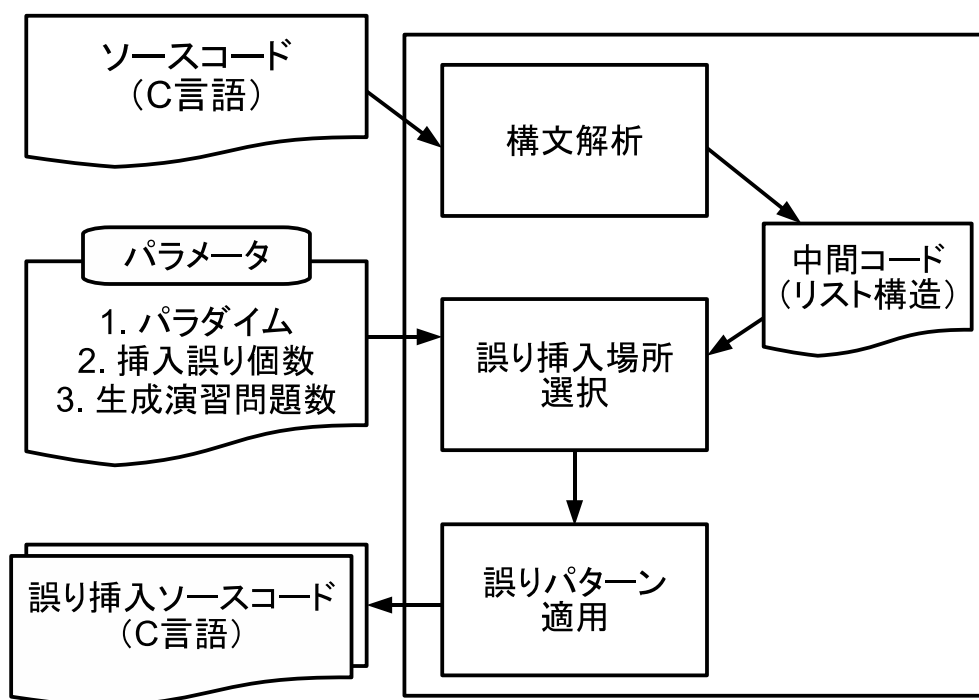 ソースコード
(C言語)
構文解析
中間コード
(リスト構造)
パラメータ
1. パラダイム
2. 挿入誤り個数
3. 生成演習問題数
誤り挿入場所
選択
誤りパターン
適用
誤り挿入ソースコード
(C言語)